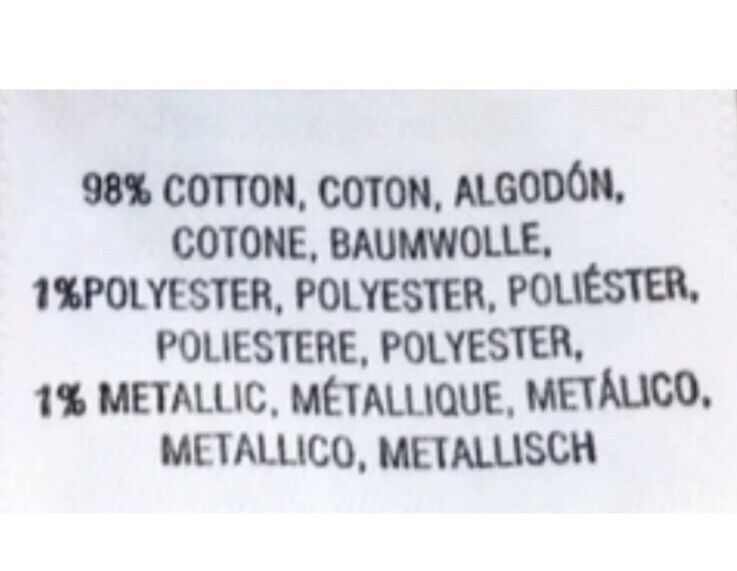 98% COTTON, COTON, ALGODÓN,
COTONE, BAUMWOLLE,
1%POLYESTER, POLYESTER, POLIÉSTER,
POLIESTERE, POLYESTER,
1% METALLIC, MÉTALLIQUE, METÁLICO,
METALLICO, METALLISCH